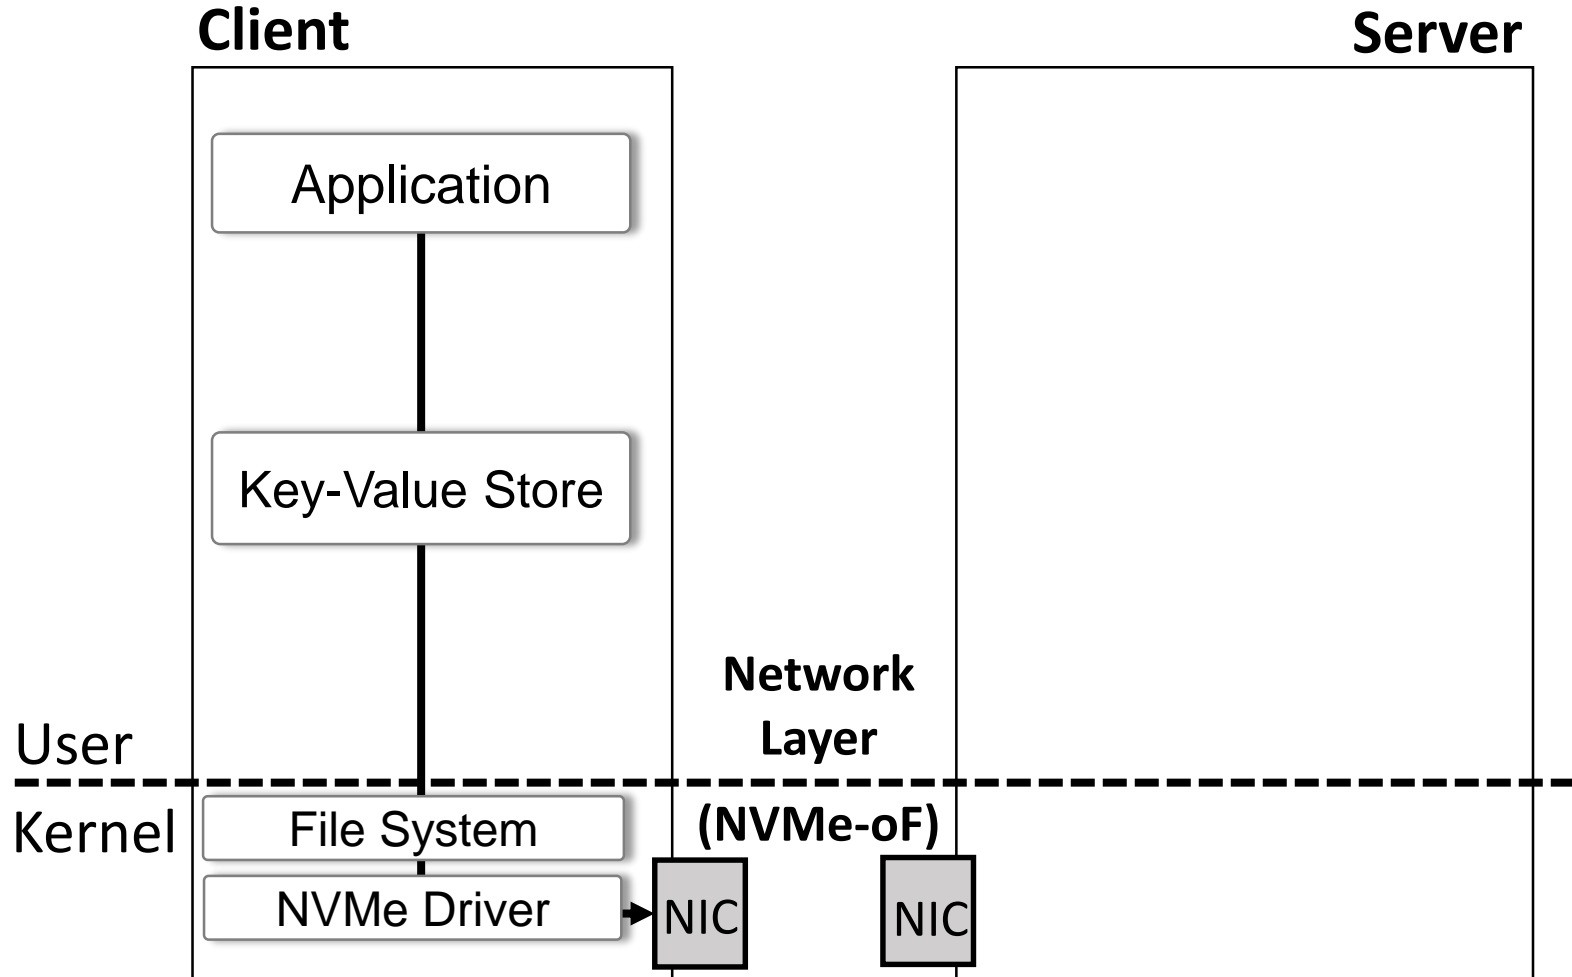 Client
Server
Application
Key-Value Store
Network
Layer
User
Kernel
File System
(NVMe-oF)
NVMe Driver
NIC
NIC